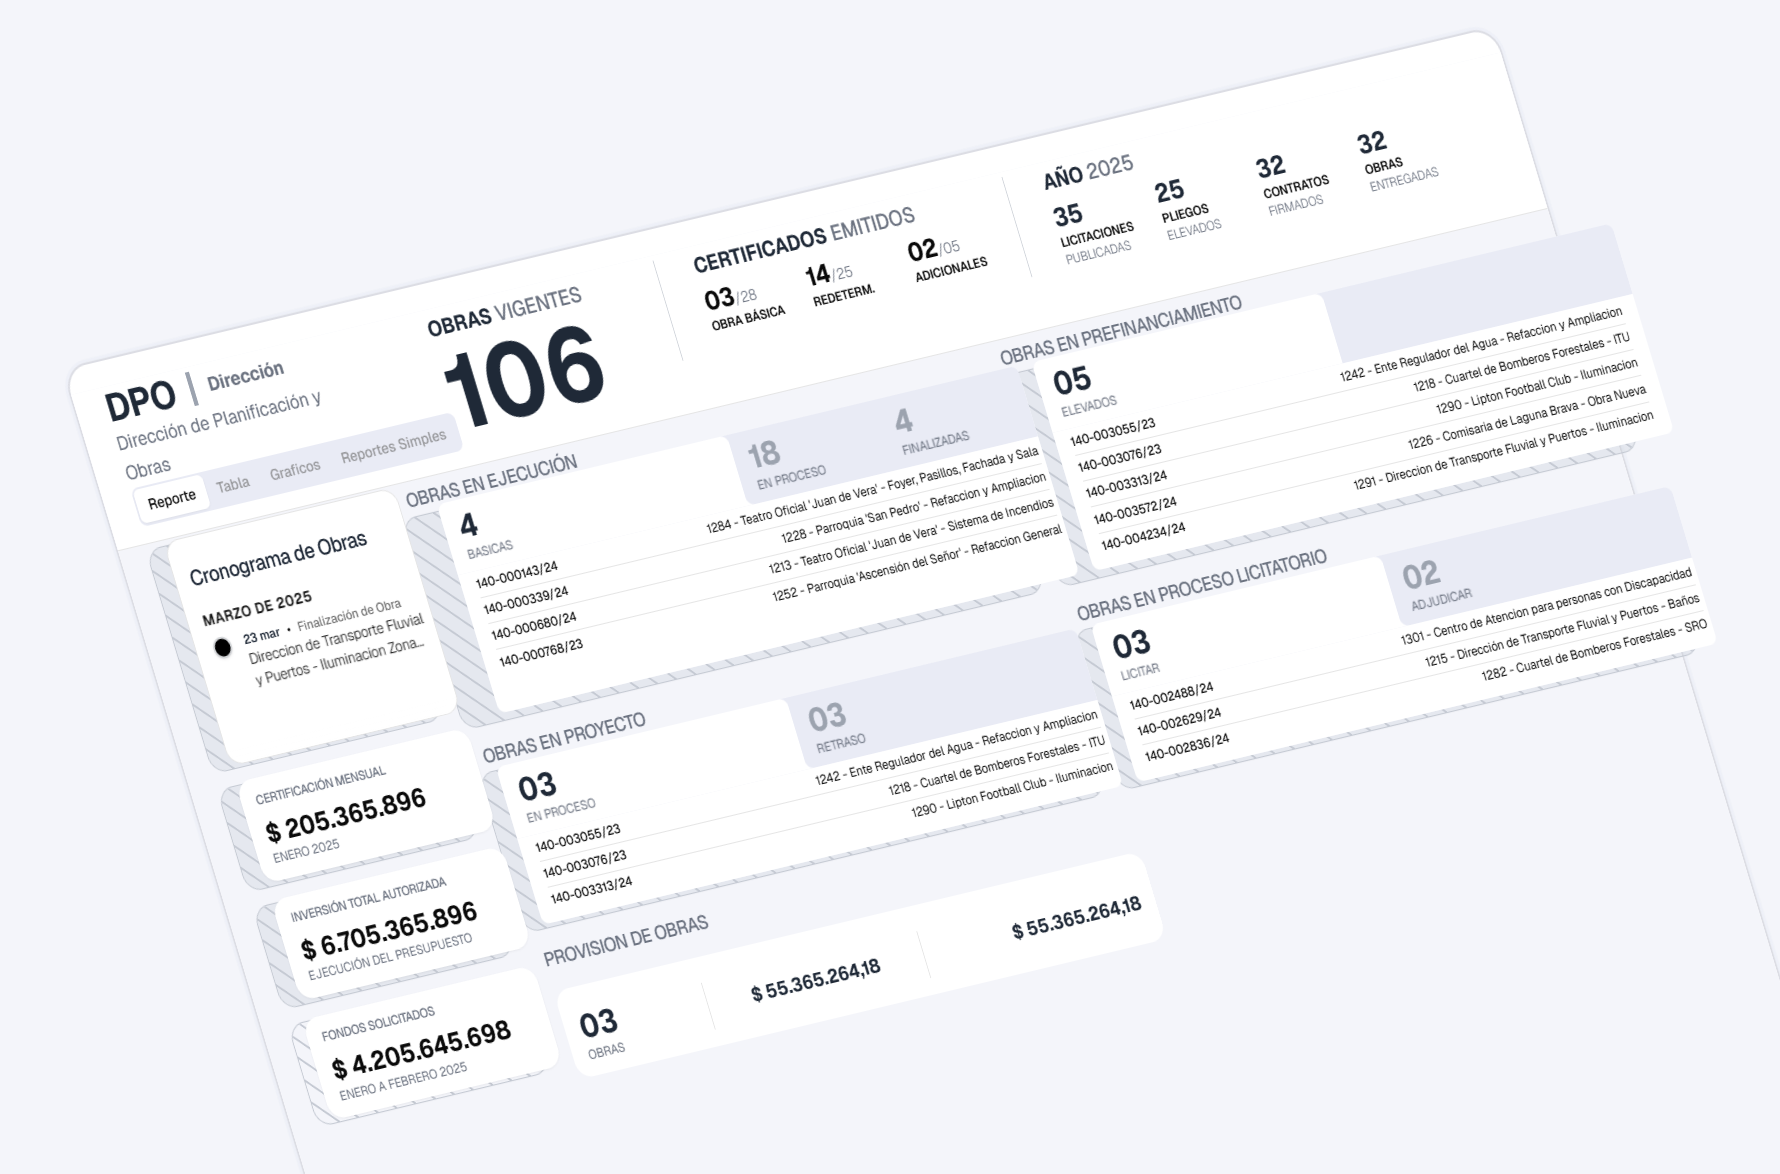 DPO | Dirección
Dirección de Planificación y
Obras
Reporte Tabla Graficos Reportes Simples
OBRAS VIGENTES
106
CERTIFICADOS EMITIDOS
03/28
OBRA BÁSICA
14/25
REDETERM.
02/05
ADICIONALES
AÑO 2025
35
LICITACIONES
PUBLICADAS
25
PLIEGOS
ELEVADOS
32
CONTRATOS
FIRMADOS
32
OBRAS
ENTREGADAS
Cronograma de Obras
MARZO DE 2025
23 mar • Finalización de Obra
Direccion de Transporte Fluvial
y Puertos - Iluminacion Zona...
CERTIFICACIÓN MENSUAL
$ 205.365.896
ENERO 2025
INVERSIÓN TOTAL AUTORIZADA
$ 6.705.365.896
EJECUCIÓN DEL PRESUPUESTO
FONDOS SOLICITADOS
$ 4.205.645.698
ENERO A FEBRERO 2025
OBRAS EN EJECUCIÓN
4
BASICAS
18
EN PROCESO
4
FINALIZADAS
140-000143/24 1284 - Teatro Oficial 'Juan de Vera' - Foyer, Pasillos, Fachada y Sala
140-000339/24 1228 - Parroquia 'San Pedro' - Refaccion y Ampliacion
140-000680/24 1213 - Teatro Oficial 'Juan de Vera' - Sistema de Incendios
140-000768/23 1252 - Parroquia 'Ascensión del Señor' - Refaccion General
OBRAS EN PROYECTO
03
EN PROCESO
03
RETRASO
140-003055/23 1242 - Ente Regulador del Agua - Refaccion y Ampliacion
140-003076/23 1218 - Cuartel de Bomberos Forestales - ITU
140-003313/24 1290 - Lipton Football Club - Iluminacion
PROVISION DE OBRAS
03
OBRAS
$ 55.365.264,18
$ 55.365.264,18
OBRAS EN PREFINANCIAMIENTO
05
ELEVADOS
140-003055/23 1242 - Ente Regulador del Agua - Refaccion y Ampliacion
140-003076/23 1218 - Cuartel de Bomberos Forestales - ITU
140-003313/24 1290 - Lipton Football Club - Iluminacion
140-003572/24 1226 - Comisaria de Laguna Brava - Obra Nueva
140-004234/24 1291 - Direccion de Transporte Fluvial y Puertos - Iluminacion
OBRAS EN PROCESO LICITATORIO
03
LICITAR
02
ADJUDICAR
140-002488/24 1301 - Centro de Atencion para personas con Discapacidad
140-002629/24 1215 - Dirección de Transporte Fluvial y Puertos - Baños
140-002836/24 1282 - Cuartel de Bomberos Forestales - SRO